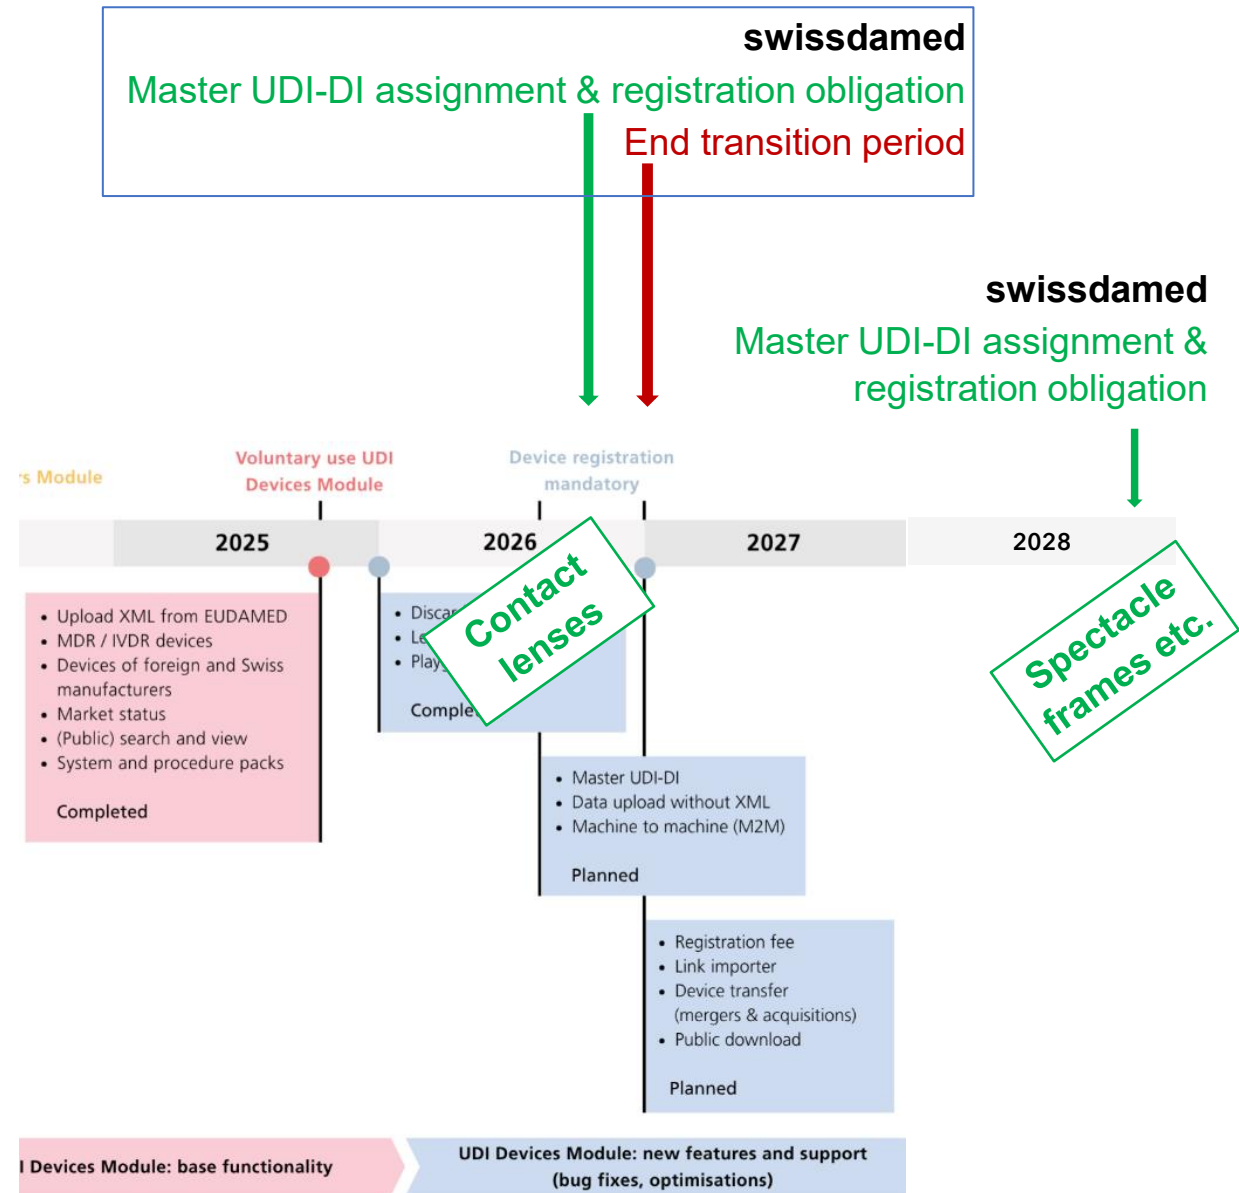 swissdamed
Master UDI-DI assignment & registration obligation
End transition period
swissdamed
Master UDI-DI assignment &
registration obligation
Module
Voluntary use UDI
Devices Module
Device registration
mandatory
2025
2026
2027
2028
• Upload XML from EUDAMED
• MDR / IVDR devices
• Devices of foreign and Swiss
manufacturers
• Market status
• (Public) search and view
• System and procedure packs
Completed
Contact
lenses
Spectacle
frames etc.
• Master UDI-DI
• Data upload without XML
• Machine to machine (M2M)
Planned
• Registration fee
• Link importer
• Device transfer
(mergers & acquisitions)
• Public download
Planned
Devices Module: base functionality
UDI Devices Module: new features and support
(bug fixes, optimisations)